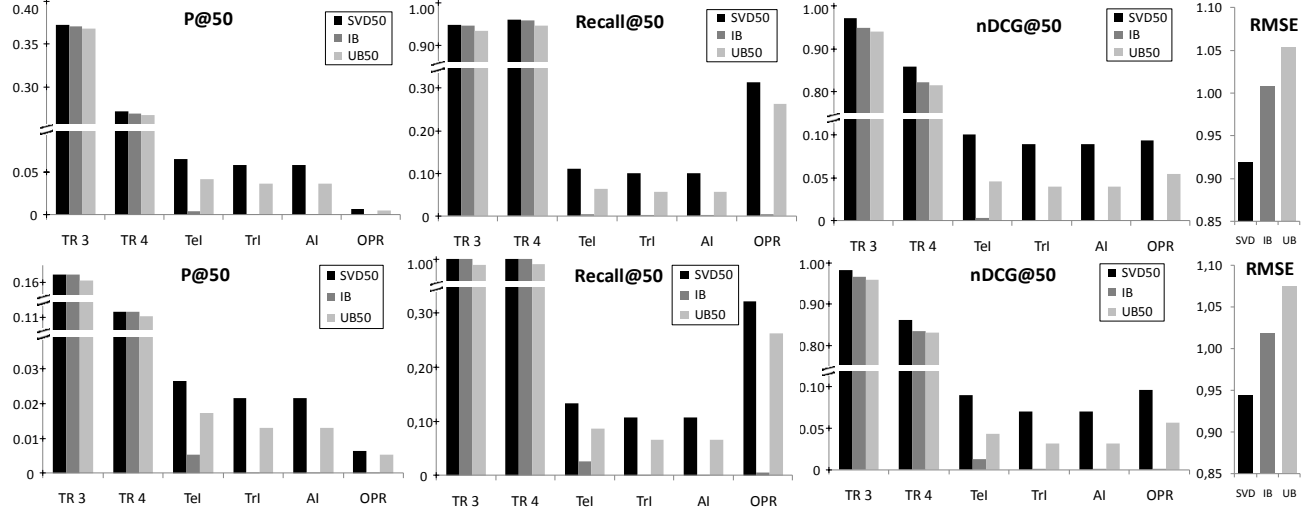 P@50
SVD50
IB
UB50
0.40
0.30
0.05
0
TR 3 TR 4 TeI TrI AI OPR
Recall@50
SVD50
IB
UB50
1.00
0.90
0.30
0.20
0.10
0.00
TR 3 TR 4 TeI TrI AI OPR
nDCG@50
SVD50
IB
UB50
1.00
0.90
0.80
0.10
0.05
0
TR 3 TR 4 TeI TrI AI OPR
RMSE
1.10
1.05
1.00
0.95
0.90
0.85
SVD IB UB
P@50
SVD50
IB
UB50
0.16
0.11
0.03
0.02
0.01
0
TR 3 TR 4 TeI TrI AI OPR
Recall@50
SVD50
IB
UB50
1.00
0,30
0,20
0,10
0
TR 3 TR 4 TeI TrI AI OPR
nDCG@50
SVD50
IB
UB50
1.00
0.90
0.80
0.10
0.05
0
TR 3 TR 4 TeI TrI AI OPR
RMSE
1,10
1,05
1,00
0,95
0,90
0,85
SVD IB UB